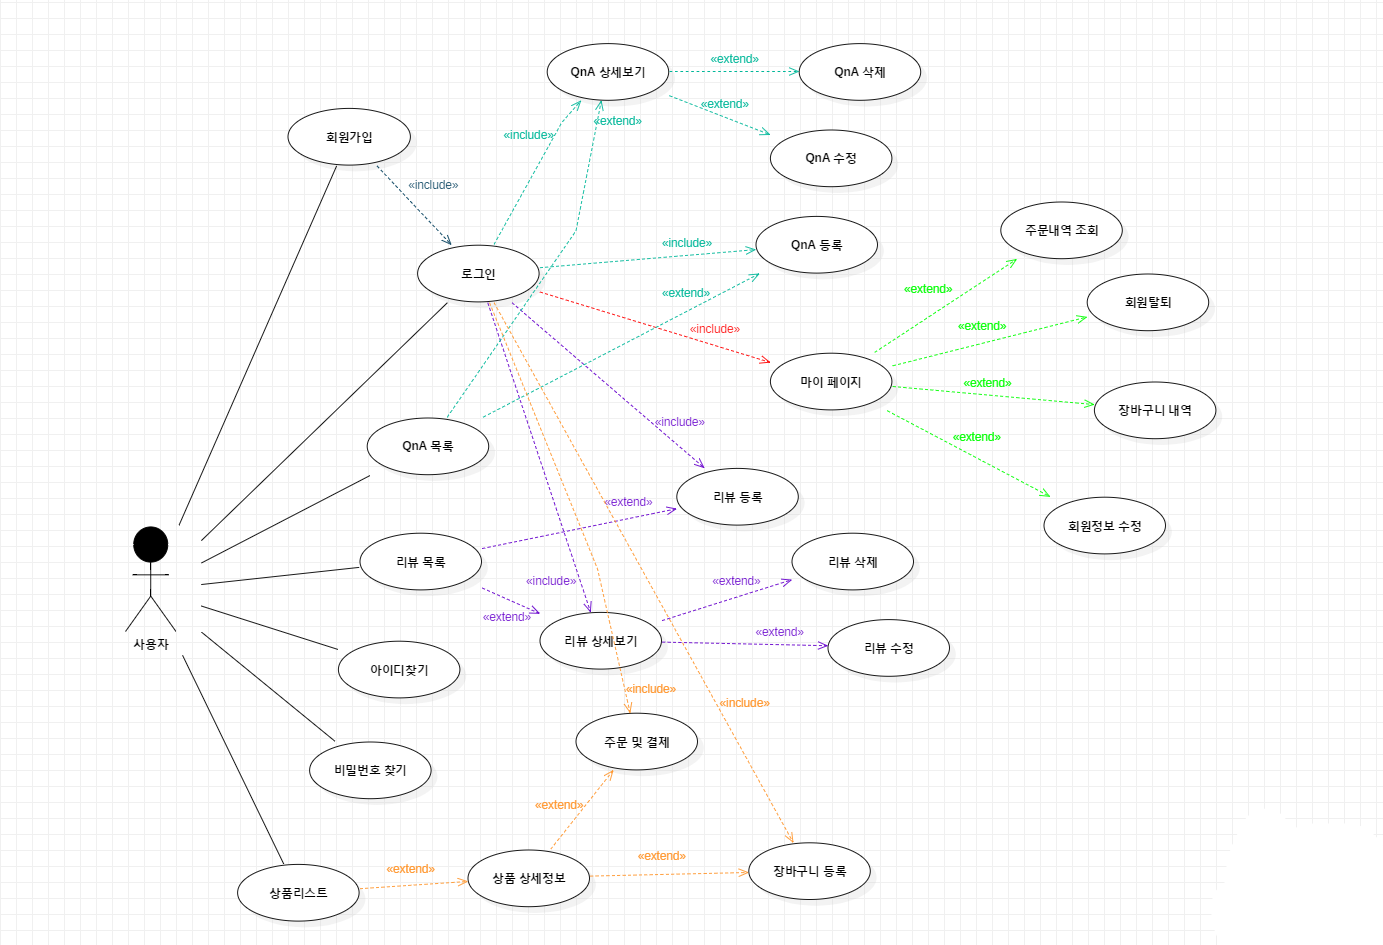 QnA 상세보기
«extend»
QnA 삭제
«extend»
«include»
«extend»
회원가입
QnA 수정
«include»
주문내역 조회
«include»
QnA 등록
로그인
«extend»
«extend»
회원탈퇴
«include»
«extend»
마이 페이지
«extend»
장바구니 내역
«include»
«extend»
QnA 목록
리뷰 등록
«extend»
회원정보 수정
리뷰 목록
리뷰 삭제
«include»
«extend»
«extend»
«extend»
사용자
리뷰 상세보기
리뷰 수정
아이디찾기
«include»
«include»
주문 및 결제
비밀번호 찾기
«extend»
«extend»
«extend»
상품리스트
상품 상세정보
장바구니 등록